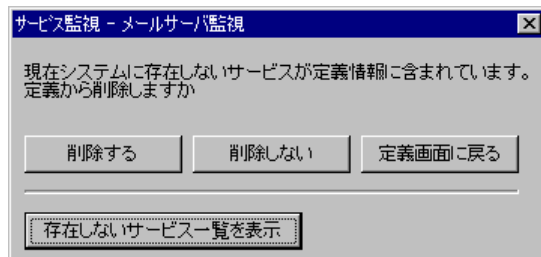 サービス監視 - メールサーバ監視
現在システムに存在しないサービスが定義情報に含まれています。
定義から削除しますか
削除する 削除しない 定義画面に戻る
存在しないサービス一覧を表示